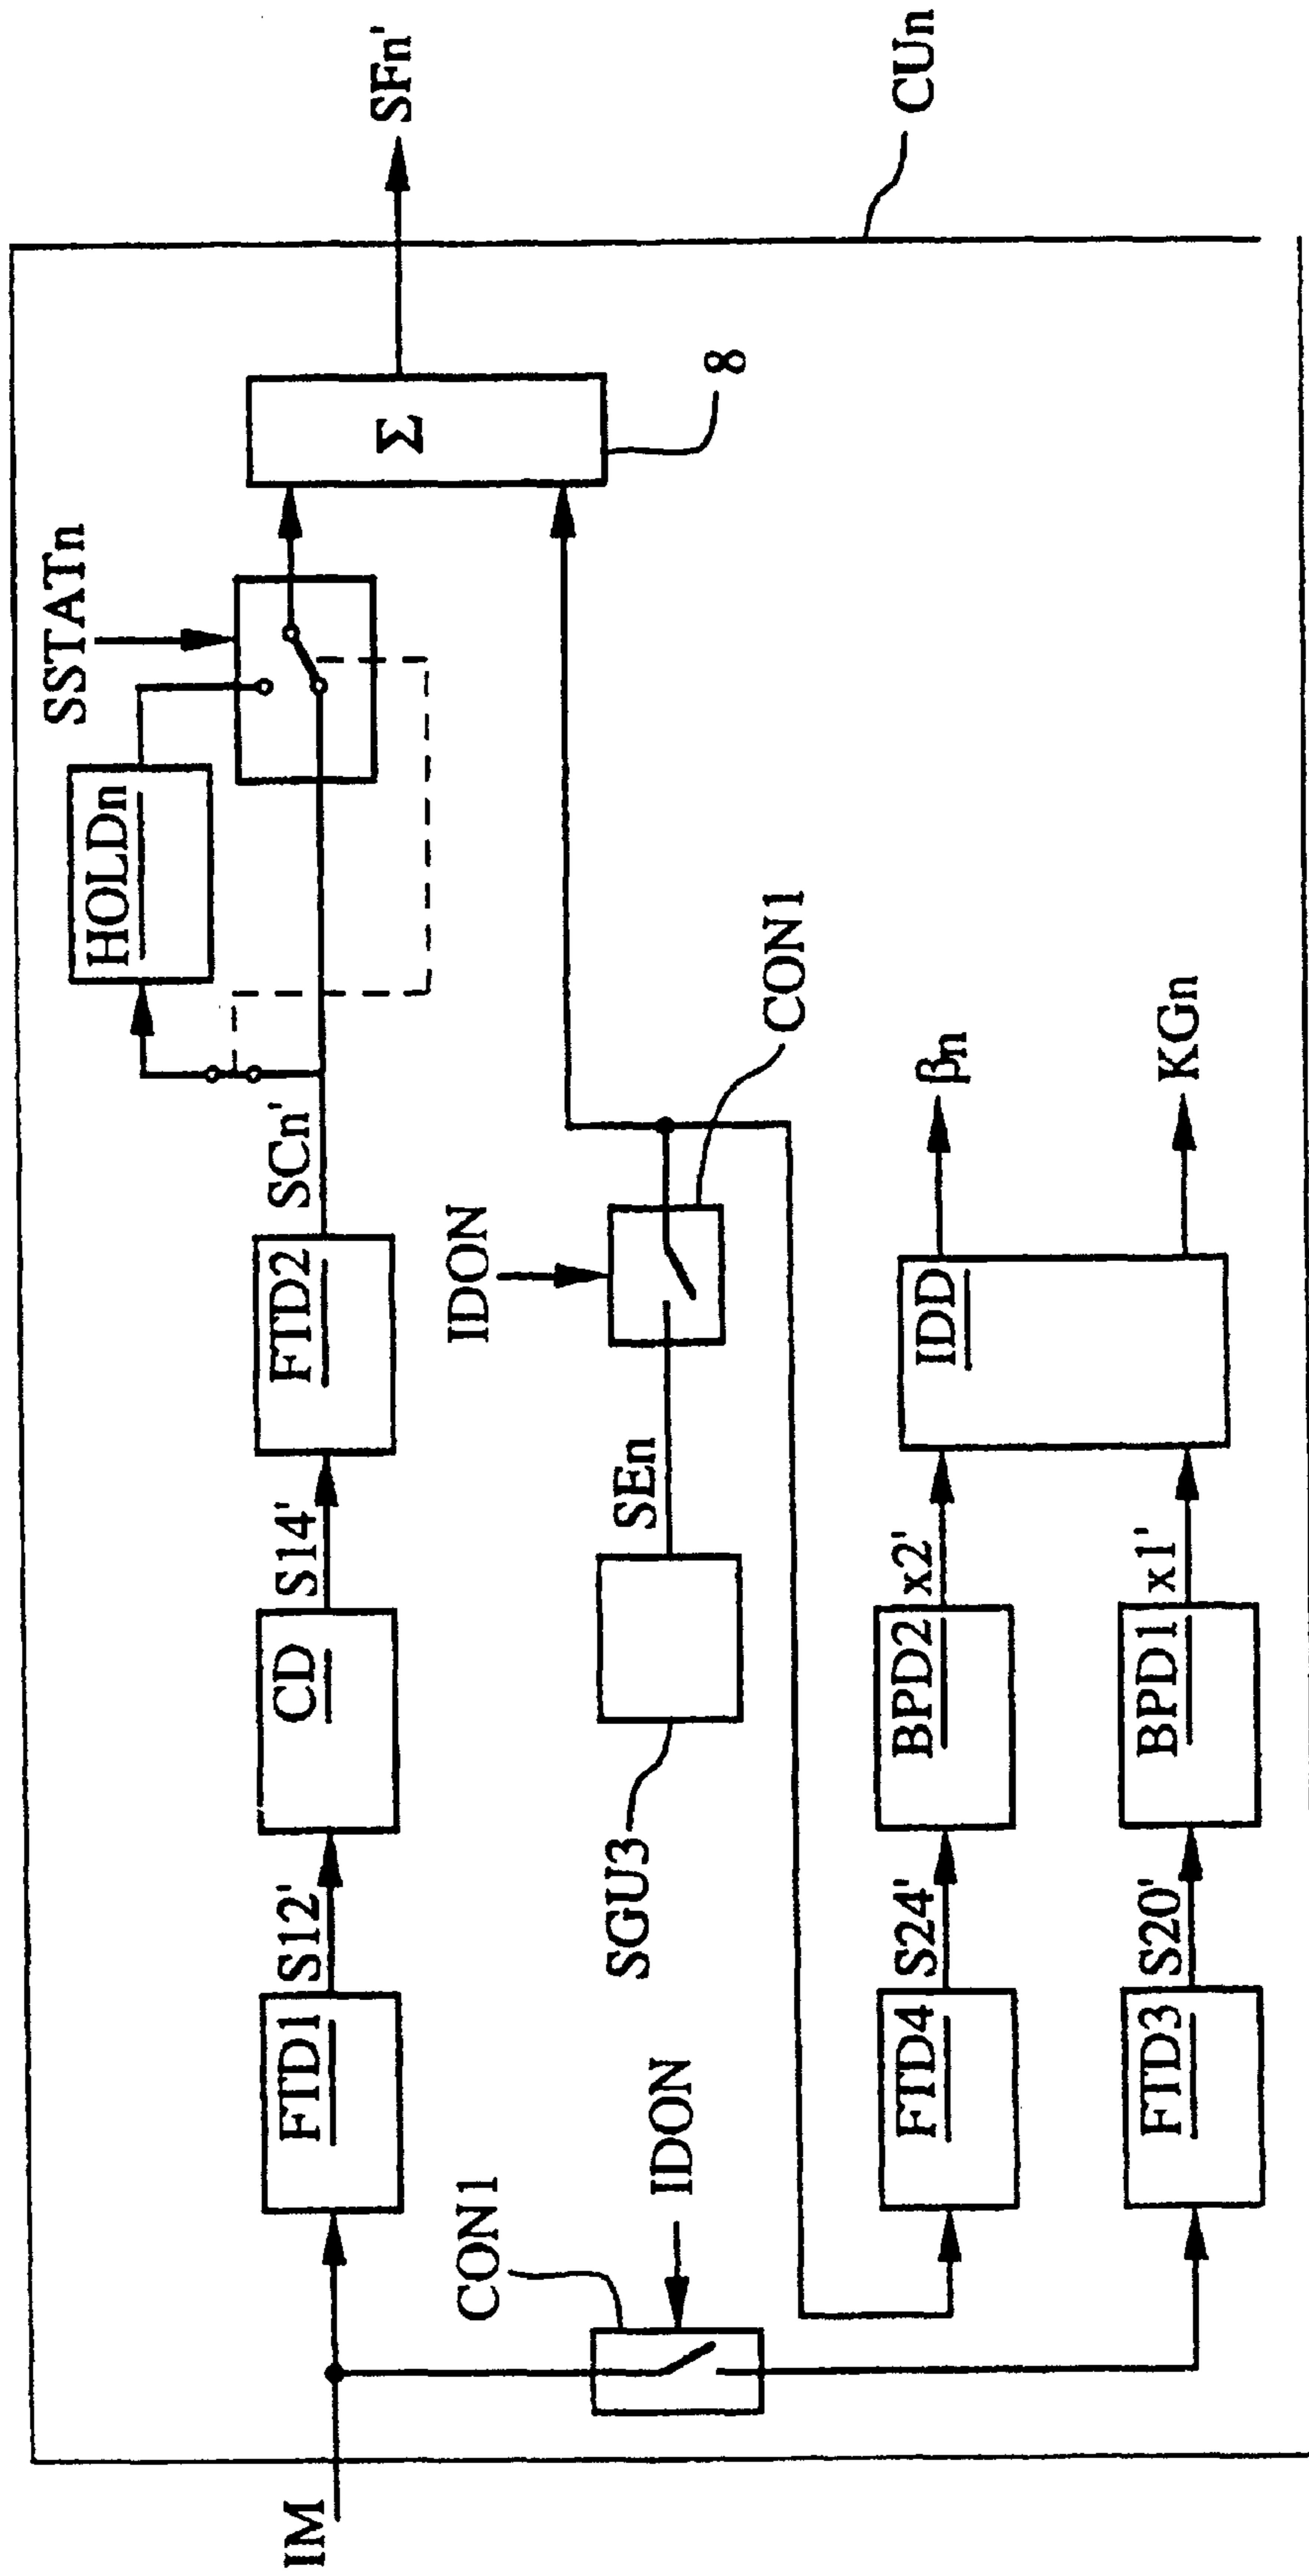 SSTATn
HOLDn
SFn'
IM
FTD1
S12'
CD
S14'
FTD2
SCn'
Σ
8
CUn
CON1
IDON
SGU3
SEn
IDON
CON1
FTD4
S24'
BPD2
x2'
IDD
βn
FTD3
S20'
BPD1
x1'
KGn